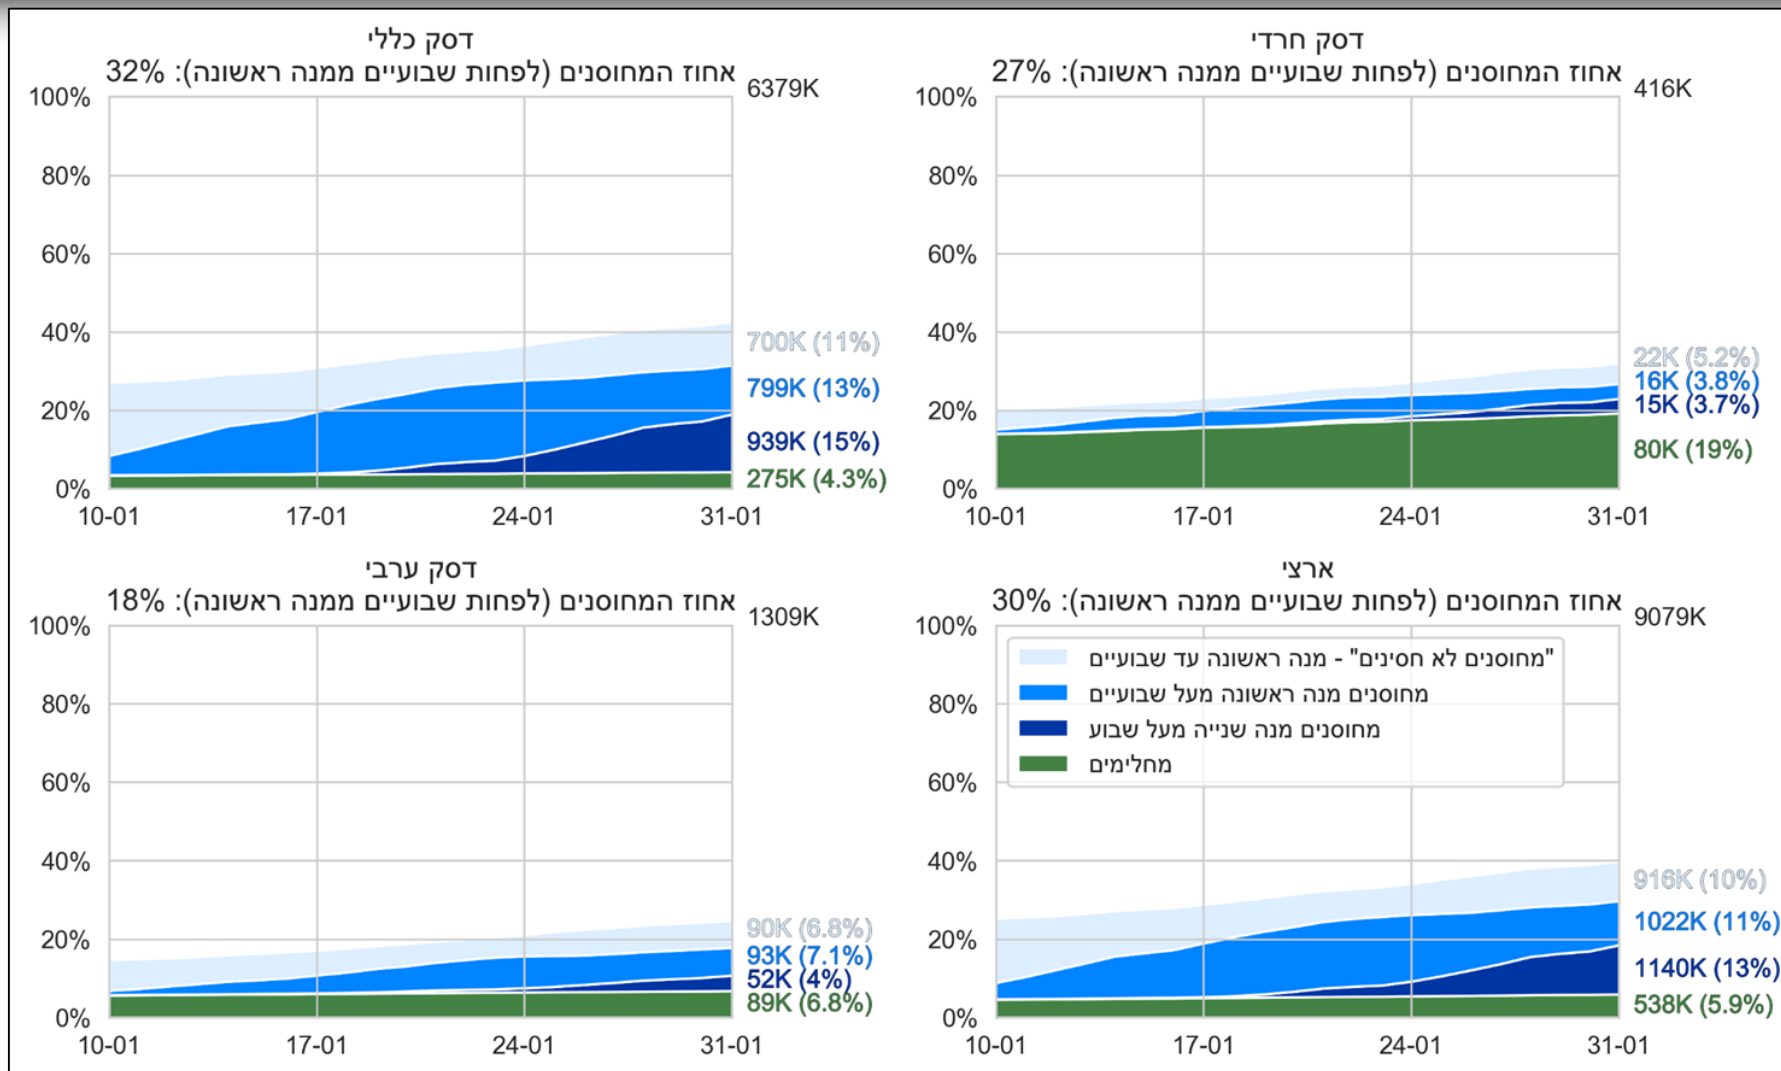 דסק כללי
אחוז המחוסנים (לפחות שבועיים ממנה ראשונה): 32%
6379K
100%
80%
60%
40%
20%
0%
10-01
17-01
24-01
31-01
700K (11%)
799K (13%)
939K (15%)
275K (4.3%)
דסק חרדי
אחוז המחוסנים (לפחות שבועיים ממנה ראשונה): 27%
416K
100%
80%
60%
40%
20%
0%
10-01
17-01
24-01
31-01
22K (5.2%)
16K (3.8%)
15K (3.7%)
80K (19%)
דסק ערבי
אחוז המחוסנים (לפחות שבועיים ממנה ראשונה): 18%
1309K
100%
80%
60%
40%
20%
0%
10-01
17-01
24-01
31-01
90K (6.8%)
93K (7.1%)
52K (4%)
89K (6.8%)
ארצי
אחוז המחוסנים (לפחות שבועיים ממנה ראשונה): 30%
9079K
100%
80%
60%
40%
20%
0%
10-01
17-01
24-01
31-01
"מחוסנים לא חסינים" - מנה ראשונה עד שבועיים
מחוסנים מנה ראשונה מעל שבועיים
מחוסנים מנה שנייה מעל שבוע
מחלימים
916K (10%)
1022K (11%)
1140K (13%)
538K (5.9%)